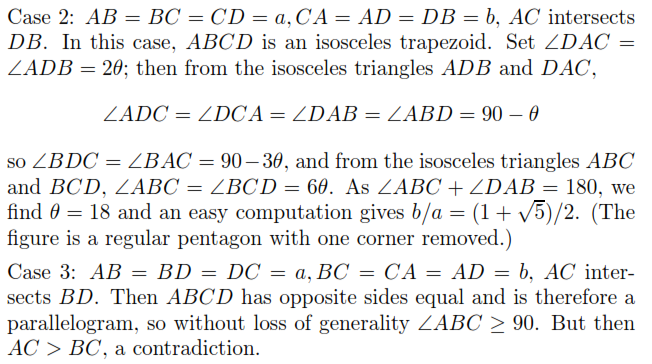 Case 2: AB = BC = CD = a, CA = AD = DB = b, AC intersects
DB. In this case, ABCD is an isosceles trapezoid. Set ∠DAC =
∠ADB = 2θ; then from the isosceles triangles ADB and DAC,
∠ADC = ∠DCA = ∠DAB = ∠ABD = 90 − θ
so ∠BDC = ∠BAC = 90 − 3θ, and from the isosceles triangles ABC
and BCD, ∠ABC = ∠BCD = 6θ. As ∠ABC + ∠DAB = 180, we
find θ = 18 and an easy computation gives b/a = (1 + √5)/2. (The
figure is a regular pentagon with one corner removed.)
Case 3: AB = BD = DC = a, BC = CA = AD = b, AC inter-
sects BD. Then ABCD has opposite sides equal and is therefore a
parallelogram, so without loss of generality ∠ABC ≥ 90. But then
AC > BC, a contradiction.